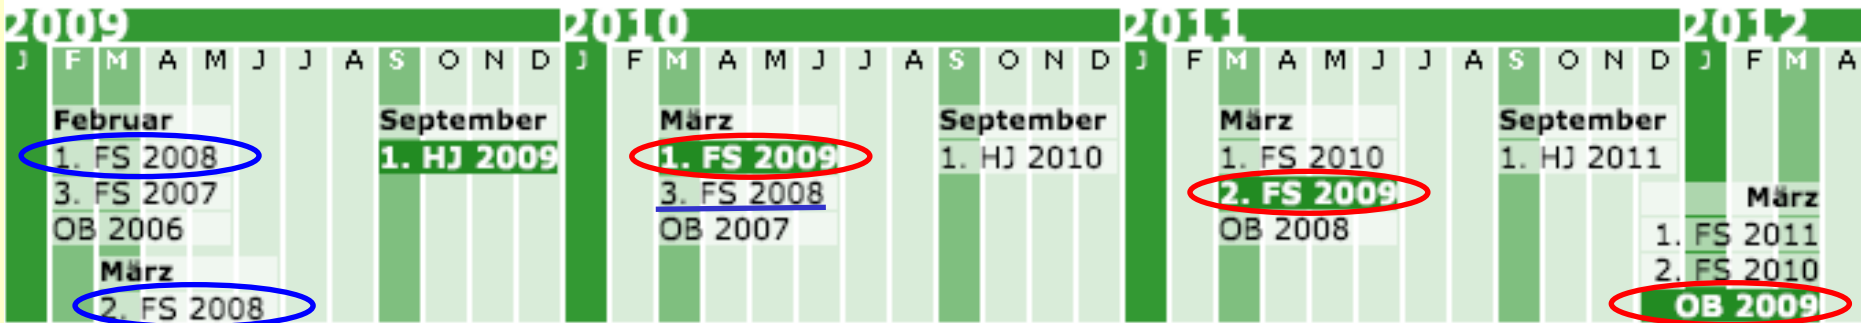 2009 2010 2011 2012
J F M A M J J A S O N D J F M A M J J A S O N D J F M A M J J A S O N D J F M A
Februar September März September März September
1. FS 2008 1. HJ 2009 1. FS 2009 1. HJ 2010 1. FS 2010 1. HJ 2011
3. FS 2007 3. FS 2008 2. FS 2009 März
OB 2006 OB 2007 OB 2008 1. FS 2011
März 2. FS 2010
2. FS 2008 OB 2009